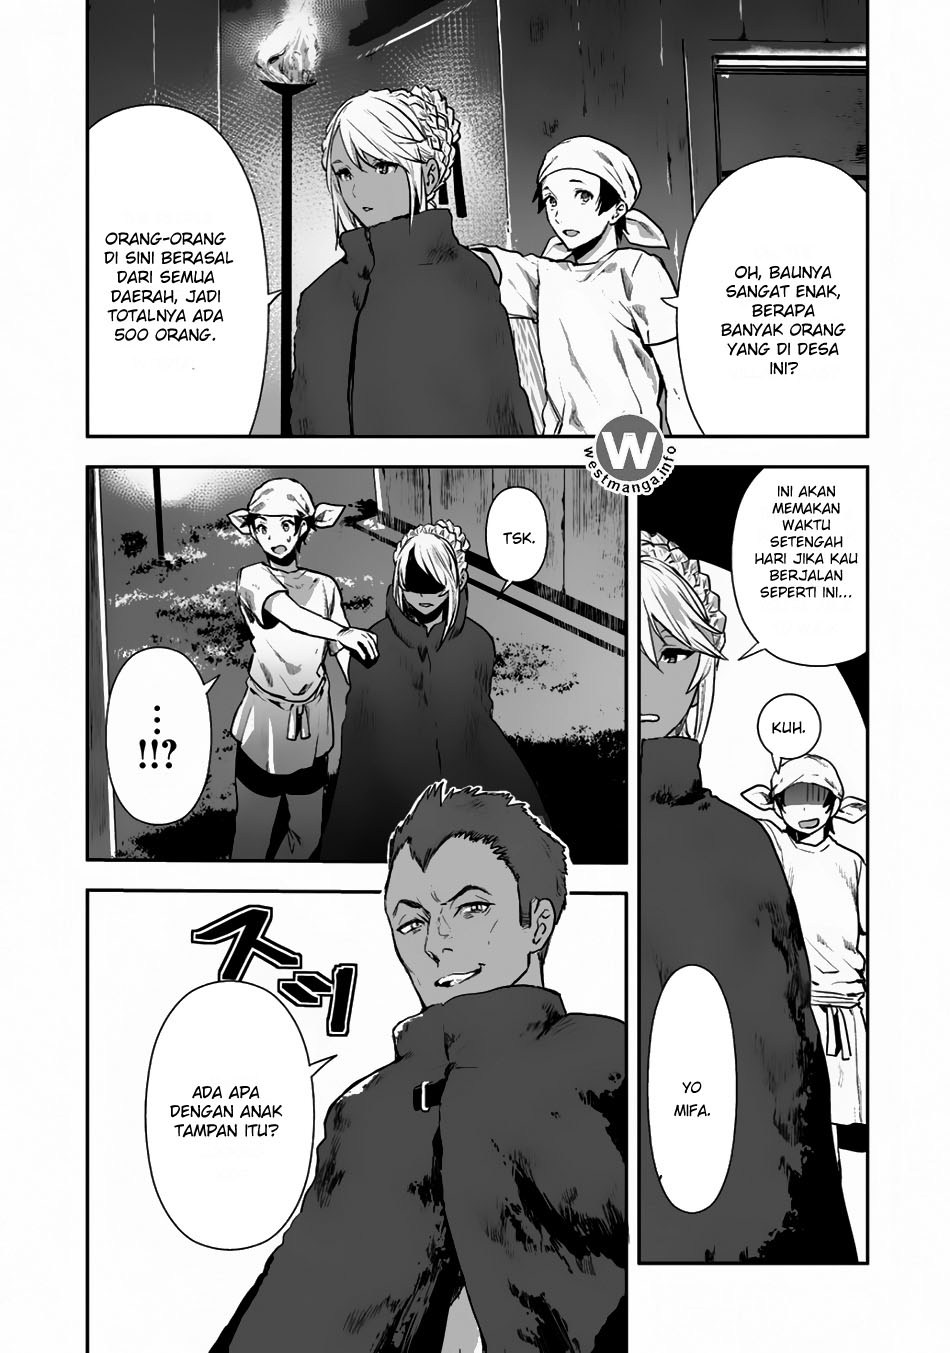 OH, BAUNYA
SANGAT ENAK,
BERAPA
BANYAK ORANG
YANG DI DESA
INI?
ORANG-ORANG
DI SINI BERASAL
DARI SEMUA
DAERAH, JADI
TOTALNYA ADA
500 ORANG.
W
westmanga.info
INI AKAN
MEMAKAN
WAKTU
SETENGAH
HARI JIKA KAU
BERJALAN
SEPERTI INI...
KUH.
YO
MIFA.
TSK.
...
!!?
スッ
ADA APA
DENGAN ANAK
TAMPAN ITU?